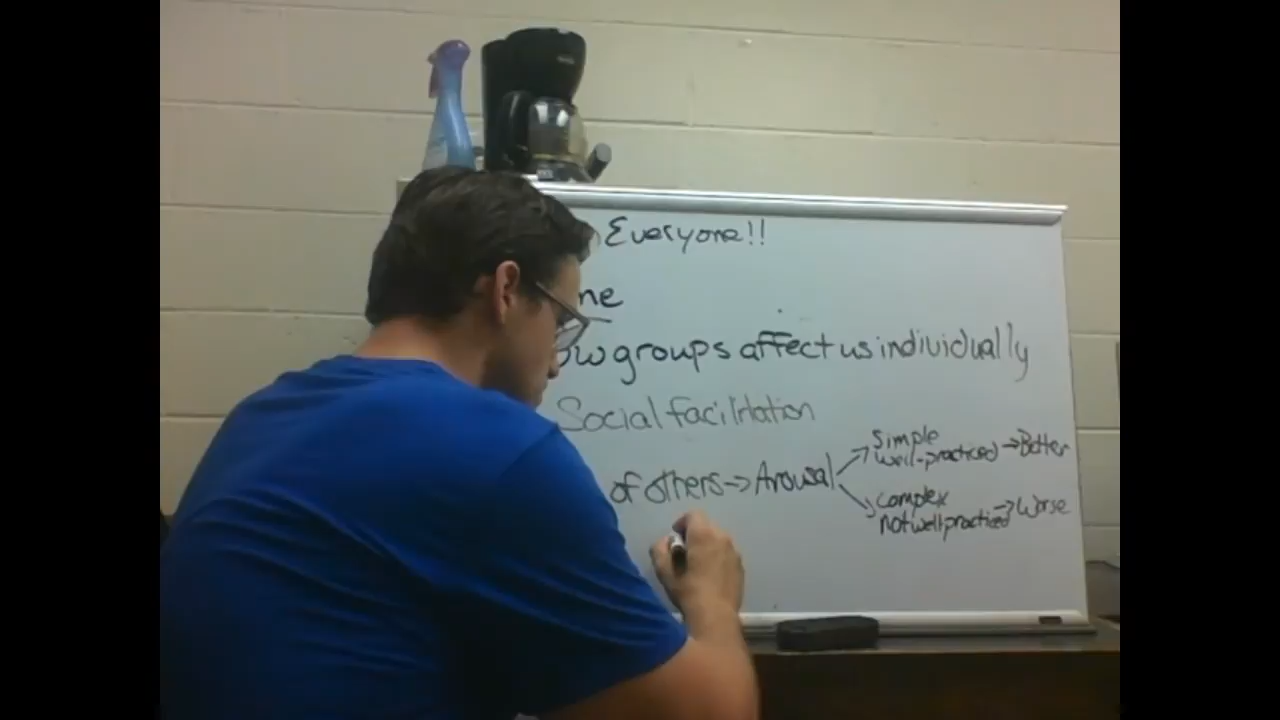 Everyone!!
ne
ow groups affect us individually
Social facilitation
of others -> Arousal
simple
well-practiced -> Better
complex
not well practiced -> Worse